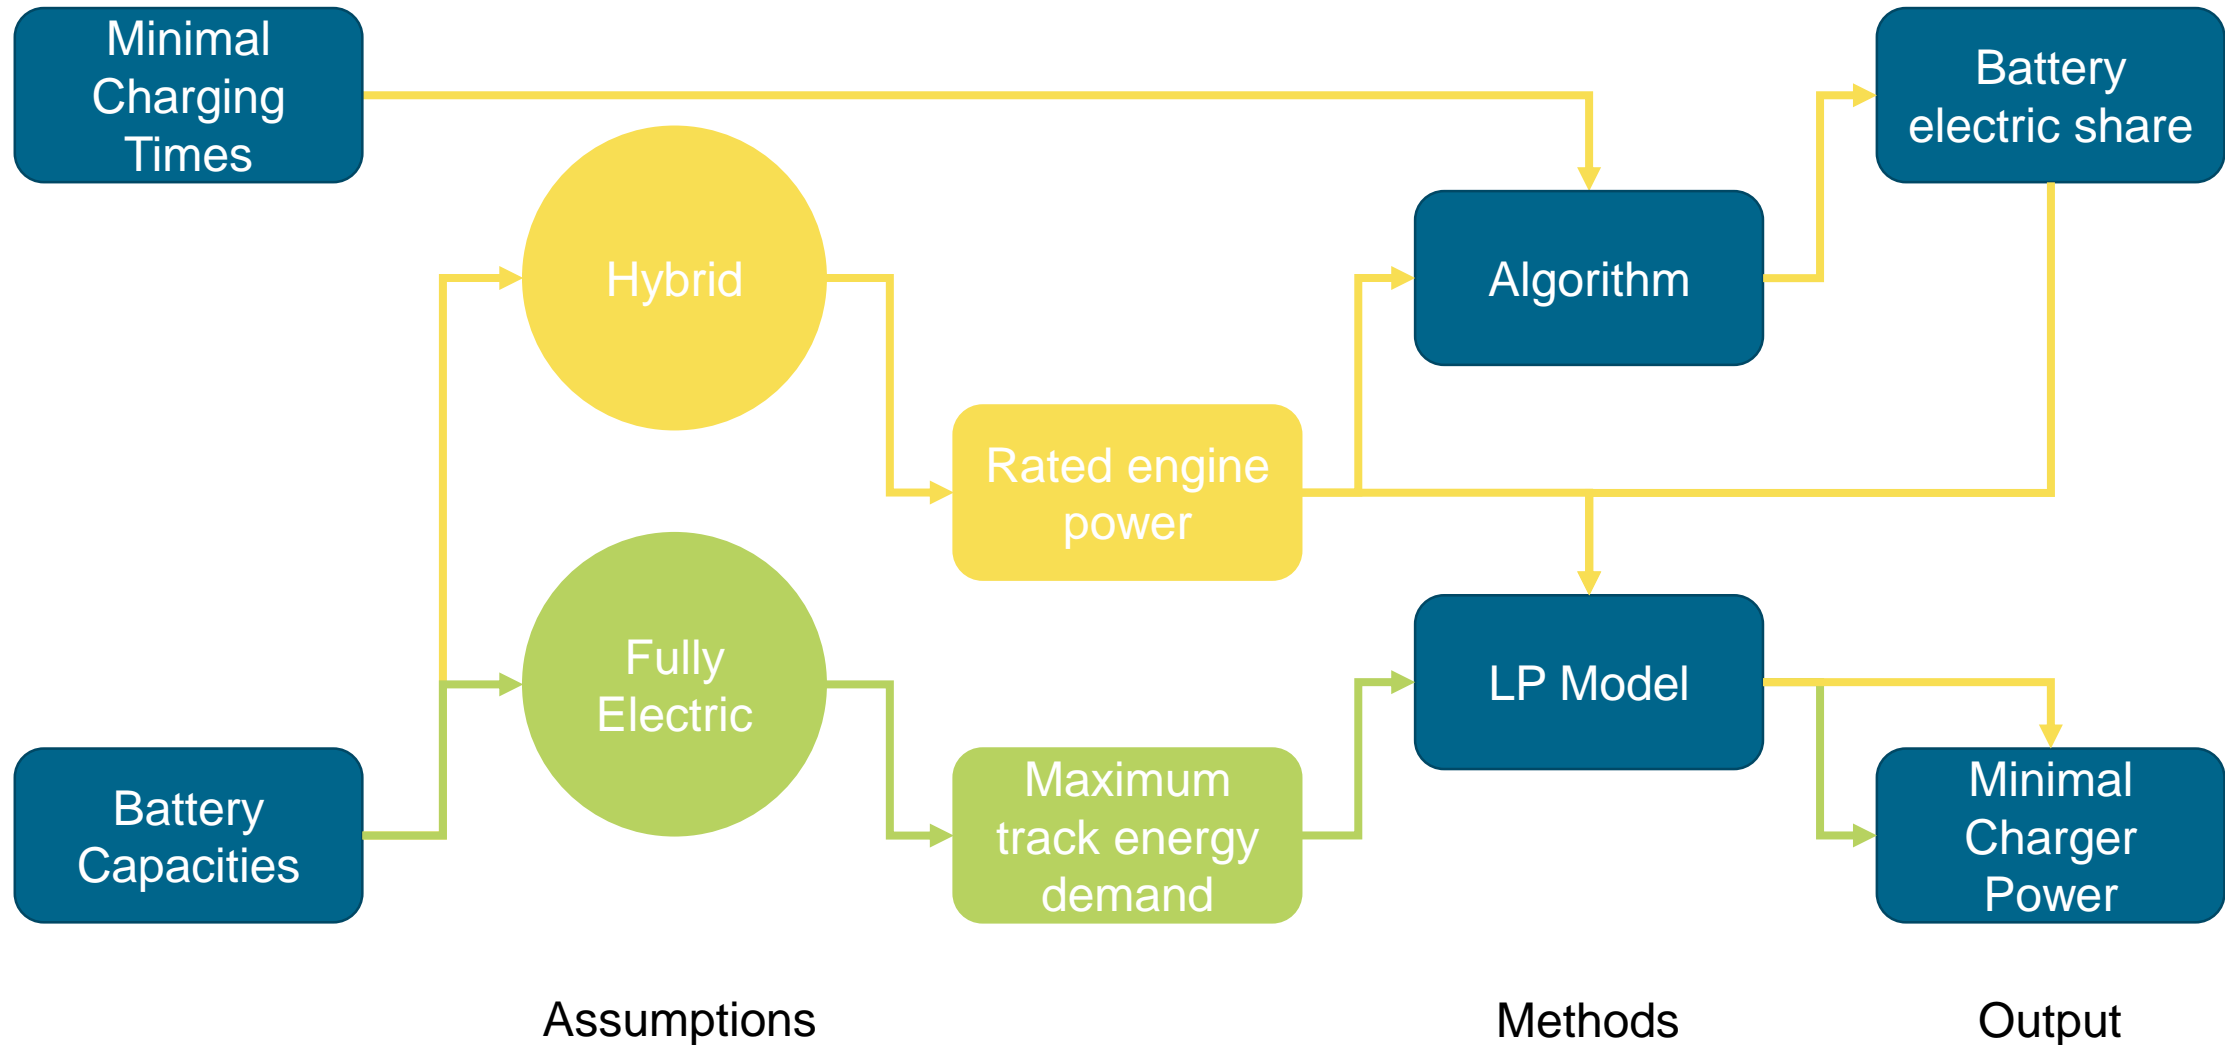 Minimal
Charging
Times
Battery
electric share
Hybrid
Algorithm
Rated engine
power
Fully
Electric
LP Model
Battery
Capacities
Maximum
track energy
demand
Minimal
Charger
Power
Assumptions
Methods
Output